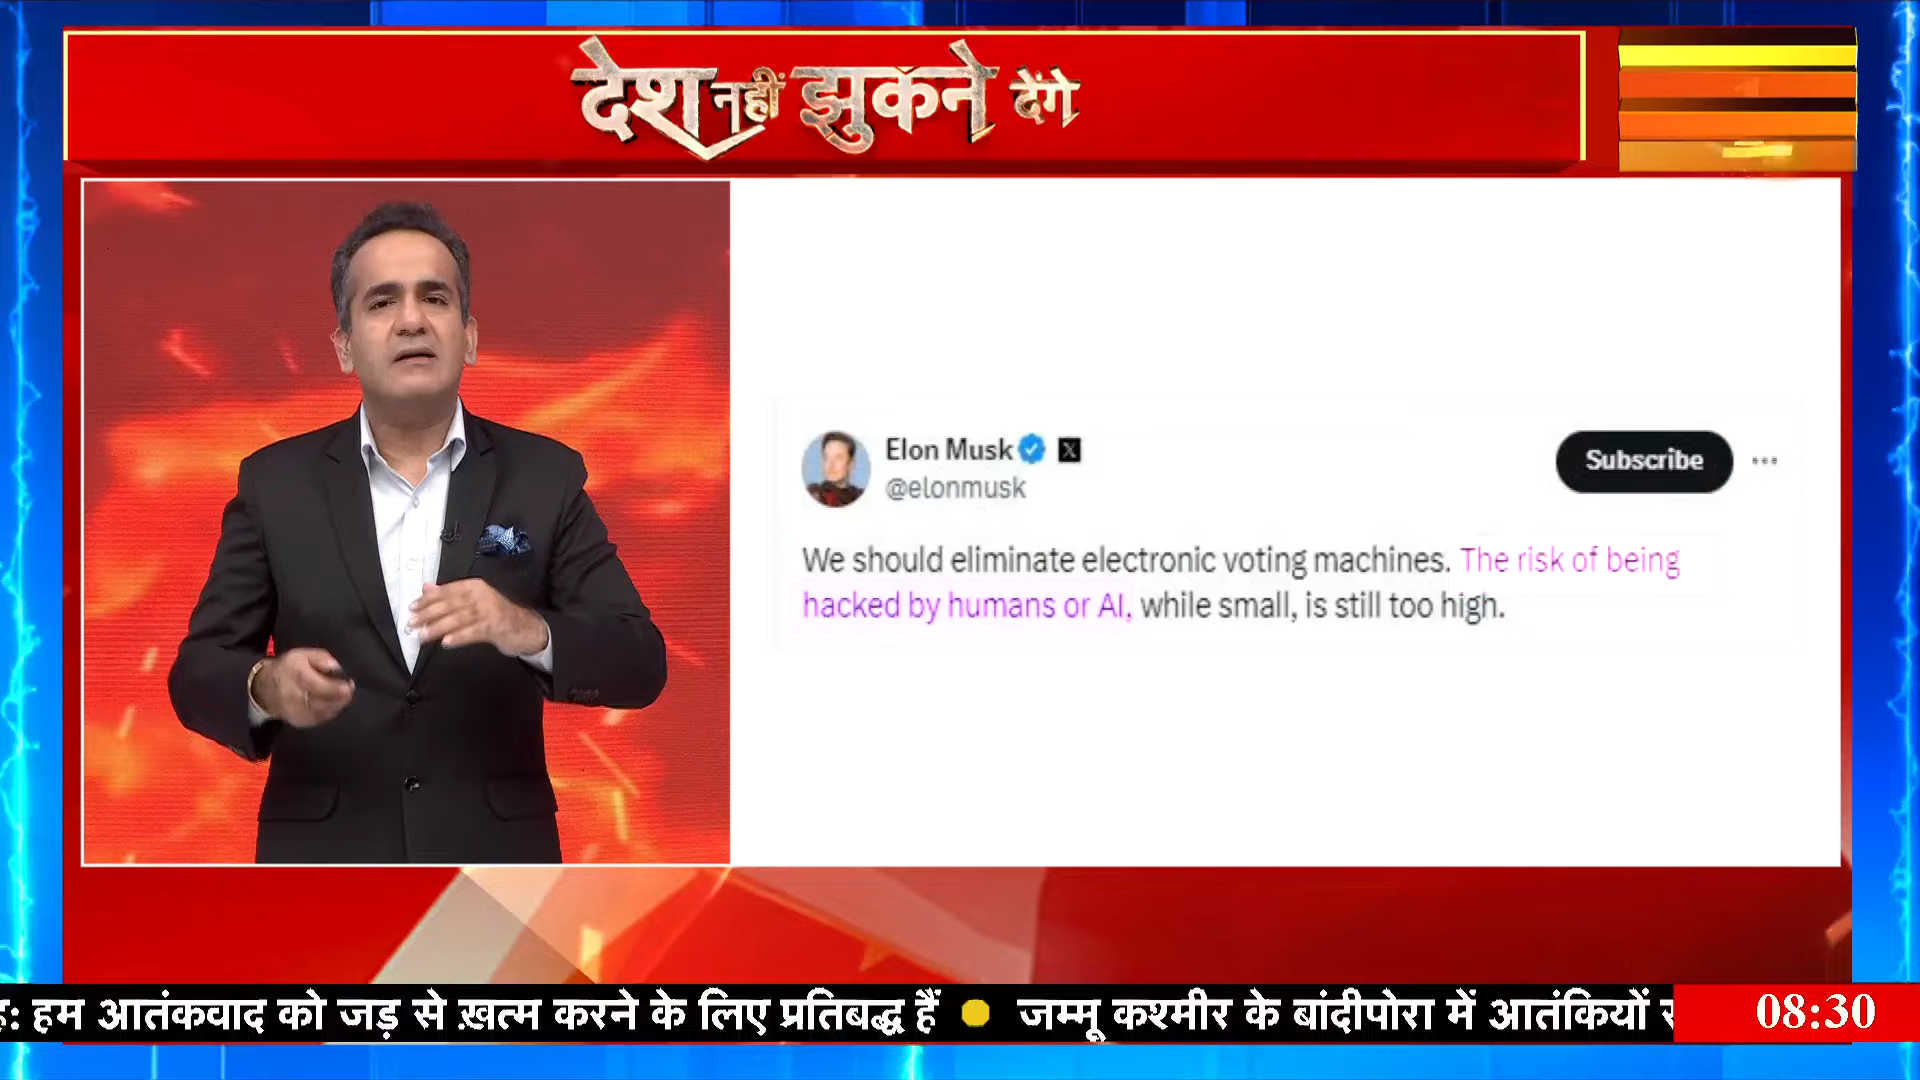 देश नहीं झुकने देंगे
Elon Musk
@elonmusk
Subscribe
We should eliminate electronic voting machines. The risk of being
hacked by humans or AI, while small, is still too high.
हम आतंकवाद को जड़ से ख़त्म करने के लिए प्रतिबद्ध हैं
जम्मू कश्मीर के बांदीपोरा में आतंकियों
08:30